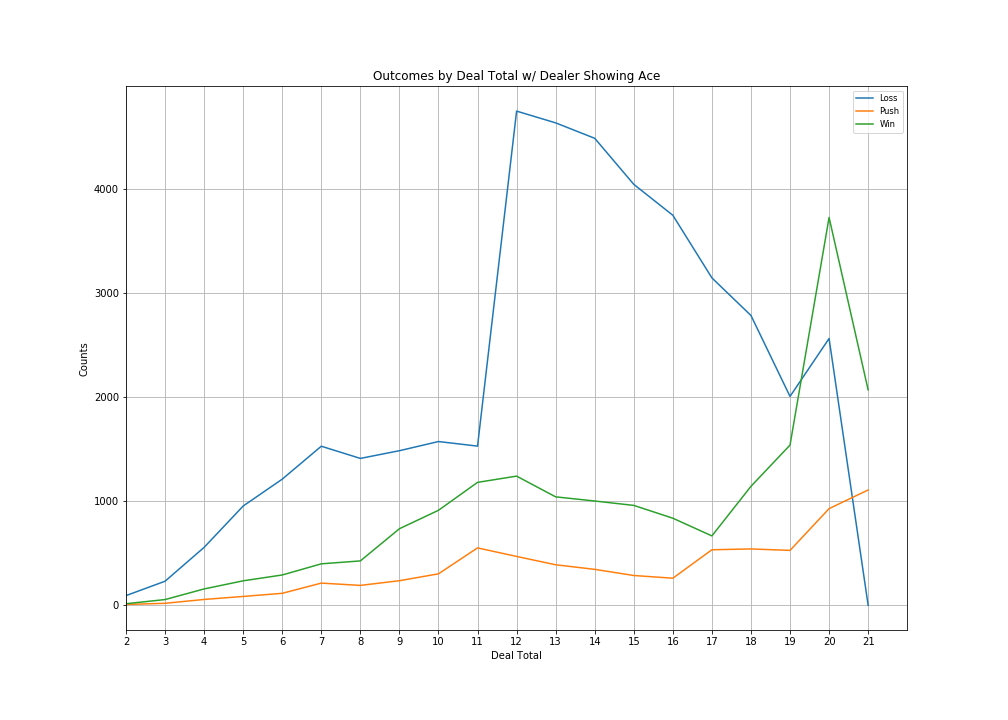 Outcomes by Deal Total w/ Dealer Showing Ace
Loss
Push
Win
Counts
4000
3000
2000
1000
0
2 3 4 5 6 7 8 9 10 11 12 13 14 15 16 17 18 19 20 21
Deal Total